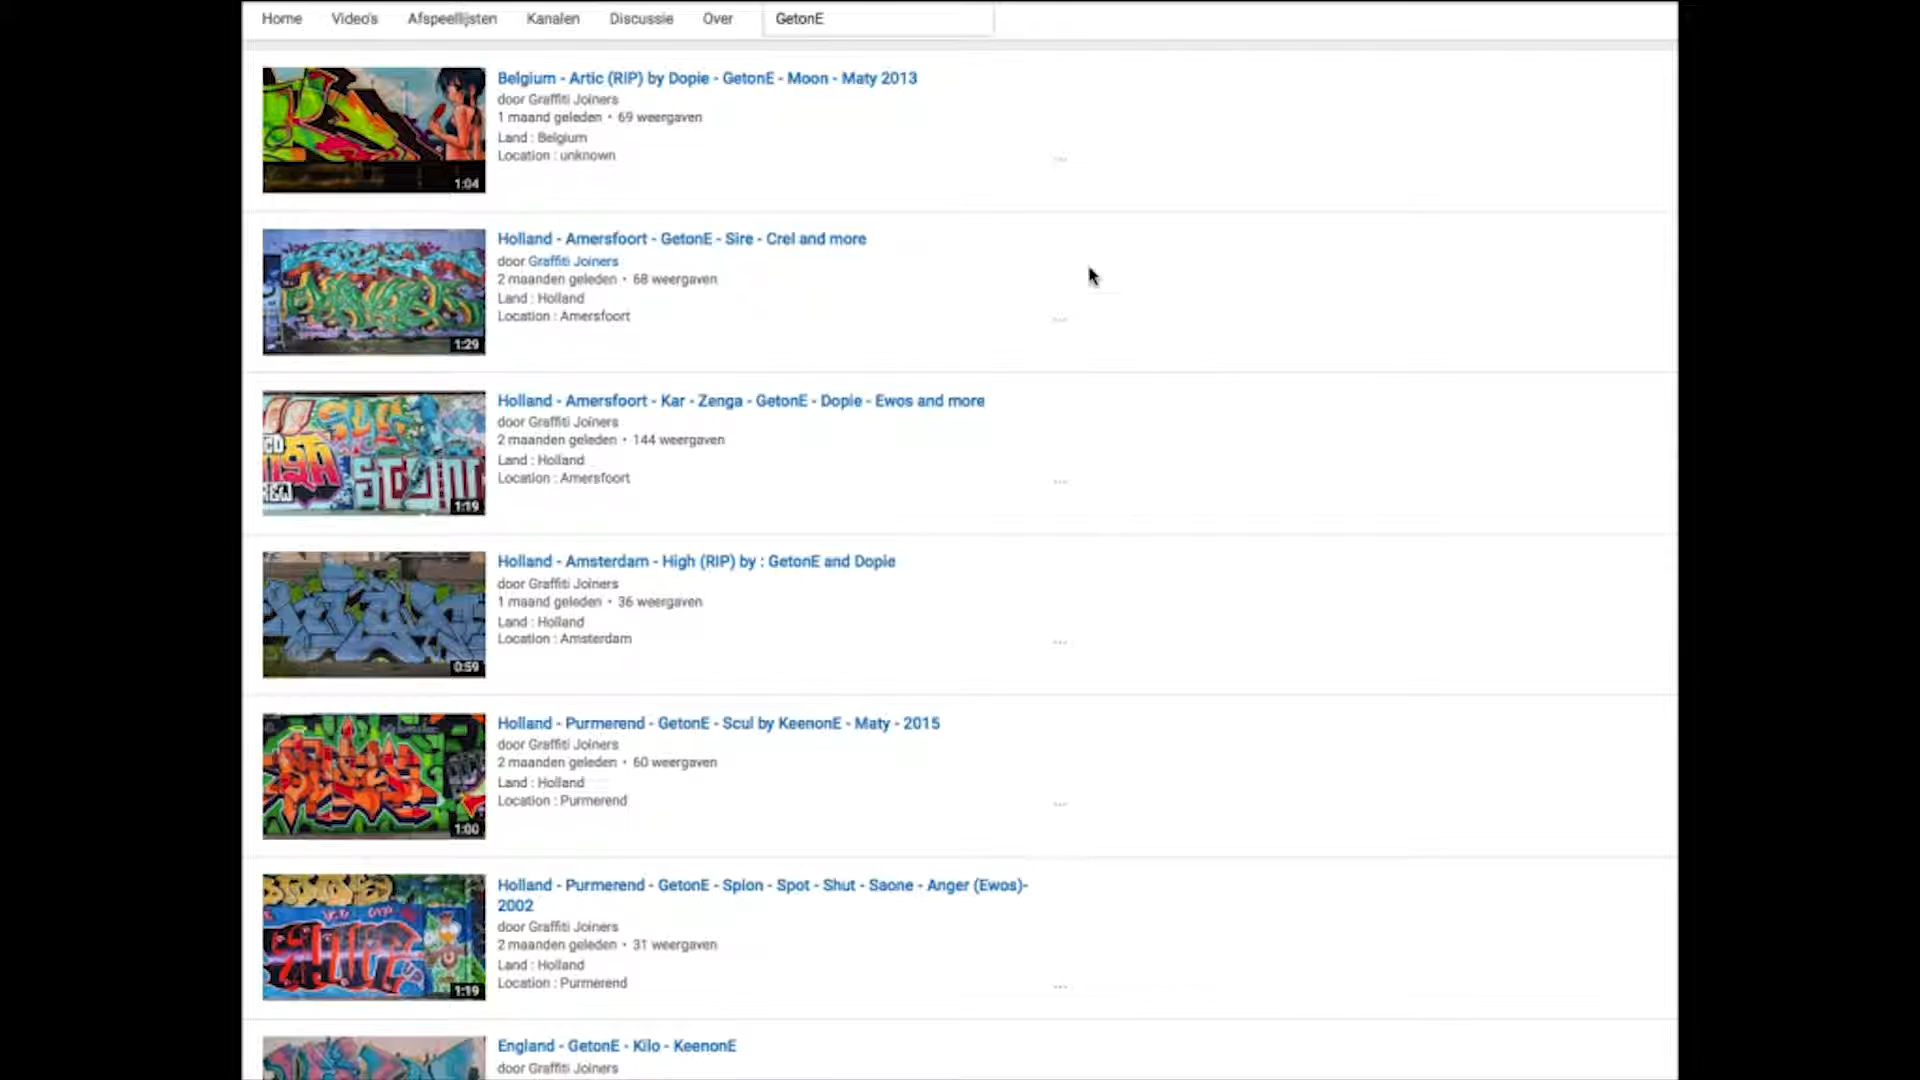 Home Video's Afspeellijsten Kanalen Discussie Over GetonE
Belgium - Artic (RIP) by Dopie - GetonE - Moon - Maty 2013
door Graffiti Joiners
1 maand geleden • 69 weergaven
Land : Belgium
Location : unknown
1:04
Holland - Amersfoort - GetonE - Sire - Crel and more
door Graffiti Joiners
2 maanden geleden • 68 weergaven
Land : Holland
Location : Amersfoort
1:29
Holland - Amersfoort - Kar - Zenga - GetonE - Dopie - Ewos and more
door Graffiti Joiners
2 maanden geleden • 144 weergaven
Land : Holland
Location : Amersfoort
1:19
Holland - Amsterdam - High (RIP) by : GetonE and Dopie
door Graffiti Joiners
1 maand geleden • 36 weergaven
Land : Holland
Location : Amsterdam
0:59
Holland - Purmerend - GetonE - Scul by KeenonE - Maty - 2015
door Graffiti Joiners
2 maanden geleden • 60 weergaven
Land : Holland
Location : Purmerend
1:00
Holland - Purmerend - GetonE - Spion - Spot - Shut - Saone - Anger (Ewos)-
2002
door Graffiti Joiners
2 maanden geleden • 31 weergaven
Land : Holland
Location : Purmerend
1:19
England - GetonE - Kilo - KeenonE
door Graffiti Joiners